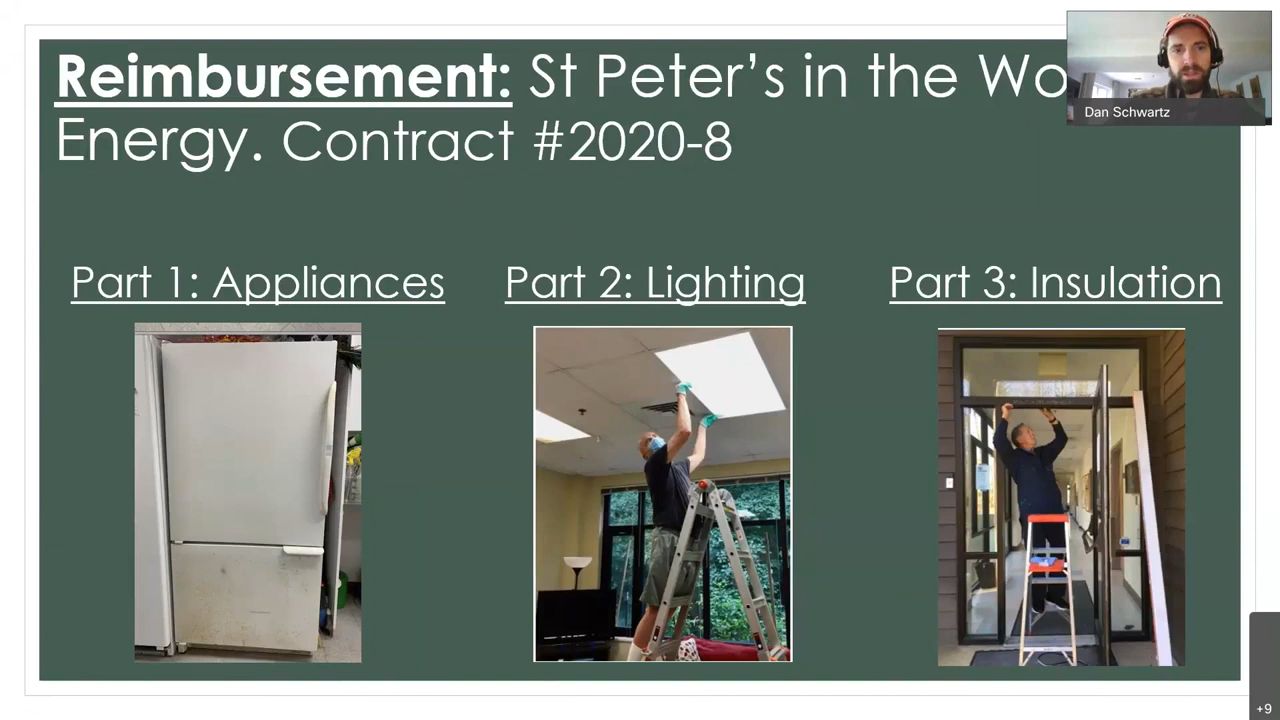 Reimbursement: St Peter's in the
Energy. Contract #2020-8
Dan Schwartz
Part 1: Appliances
Part 2: Lighting
Part 3: Insulation
+9